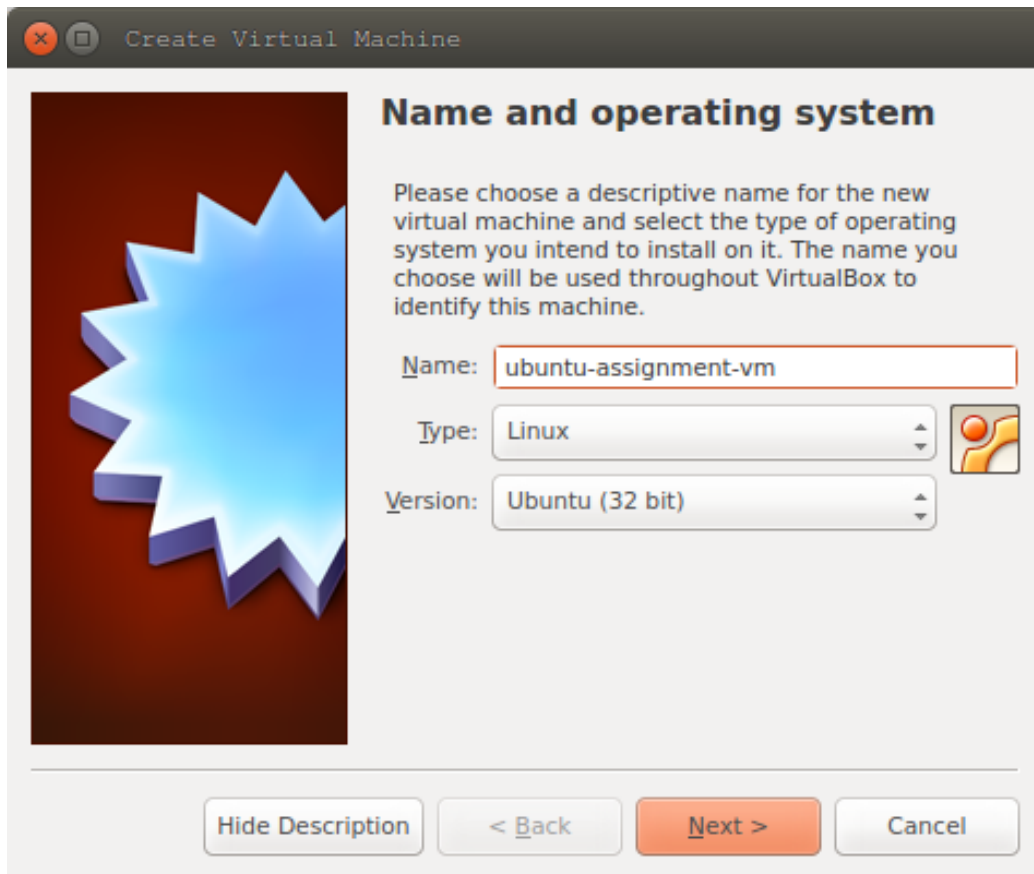 Create Virtual Machine
Name and operating system
Please choose a descriptive name for the new
virtual machine and select the type of operating
system you intend to install on it. The name you
choose will be used throughout VirtualBox to
identify this machine.
Name: ubuntu-assignment-vm
Type: Linux
Version: Ubuntu (32 bit)
Hide Description < Back Next > Cancel